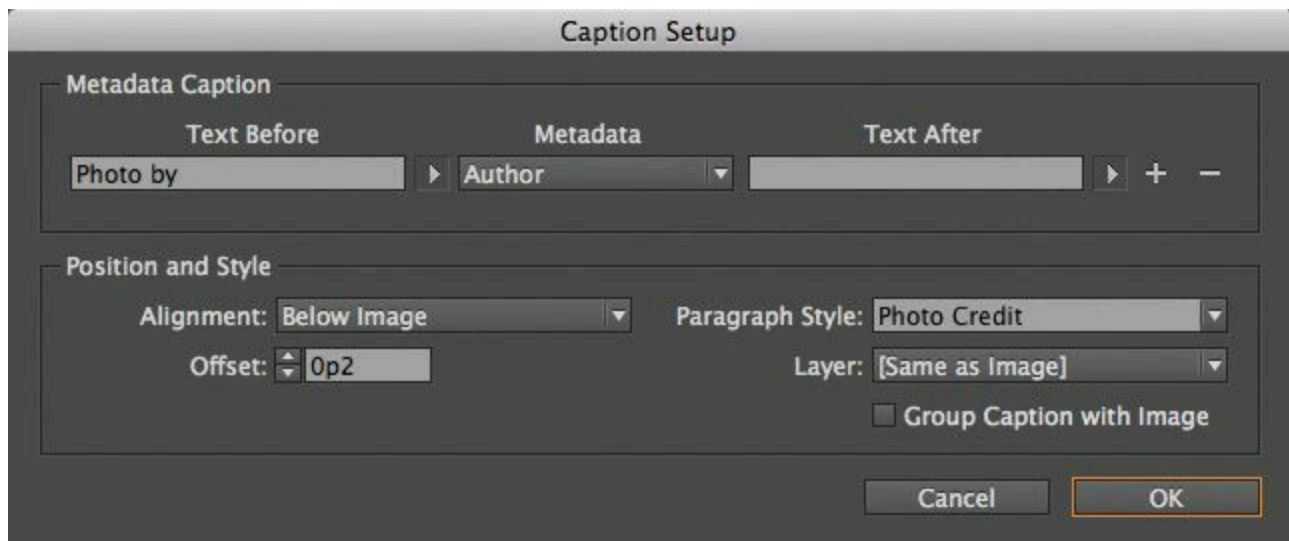 Caption Setup
Metadata Caption
Text Before Metadata Text After
Photo by Author + −
Position and Style
Alignment: Below Image Paragraph Style: Photo Credit
Offset: 0p2 Layer: [Same as Image]
Group Caption with Image
Cancel OK